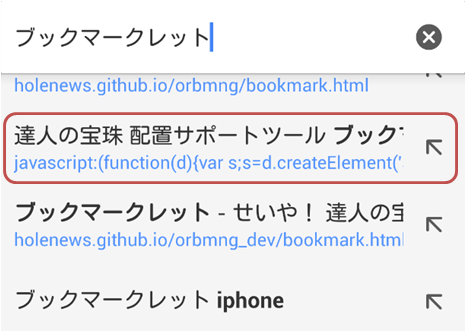 ブックマークレット
holenews.github.io/orbmng/bookmark.html
達人の宝珠 配置サポートツール ブック
javascript:(function(d){var s;s=d.createElement('
ブックマークレット - せいや！ 達人の宝
holenews.github.io/orbmng_dev/bookmark.html
ブックマークレット iphone